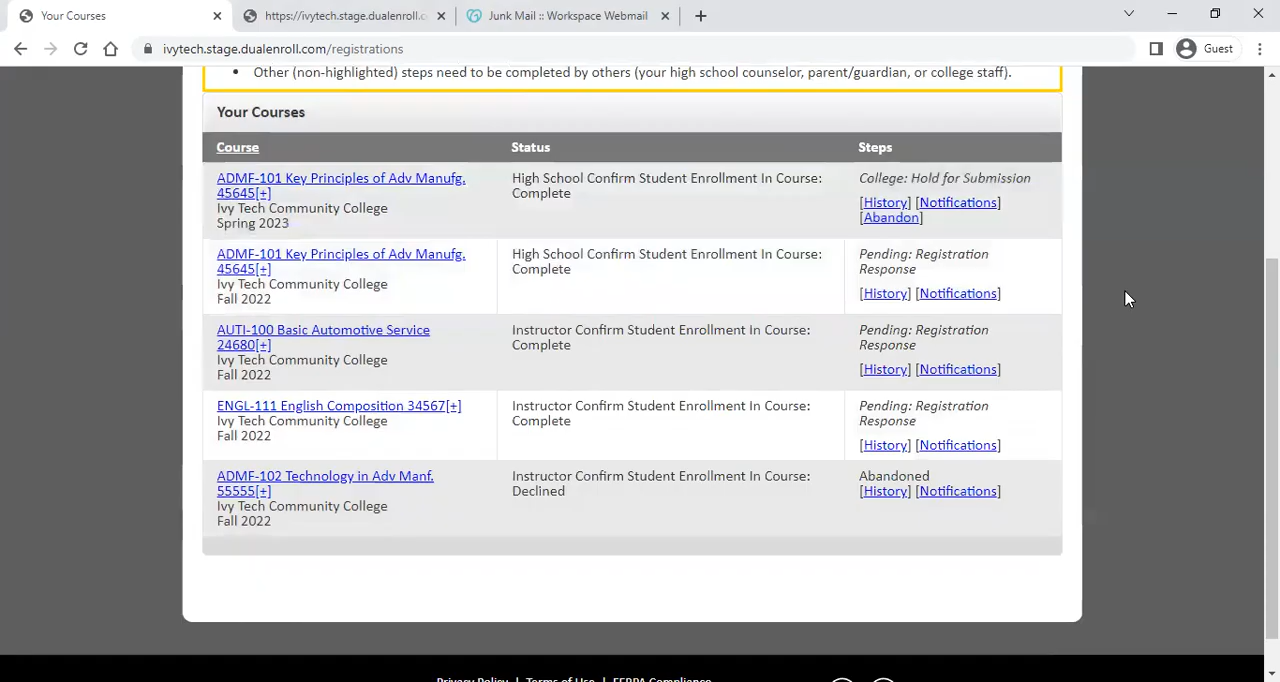 Your Courses
https://ivytech.stage.dualenroll.c
Junk Mail :: Workspace Webmail
ivytech.stage.dualenroll.com/registrations
Guest
• Other (non-highlighted) steps need to be completed by others (your high school counselor, parent/guardian, or college staff).
Your Courses
Course Status Steps
ADMF-101 Key Principles of Adv Manufg.
45645[+]
Ivy Tech Community College
Spring 2023
High School Confirm Student Enrollment In Course:
Complete
College: Hold for Submission
[History] [Notifications]
[Abandon]
ADMF-101 Key Principles of Adv Manufg.
45645[+]
Ivy Tech Community College
Fall 2022
High School Confirm Student Enrollment In Course:
Complete
Pending: Registration
Response
[History] [Notifications]
AUTI-100 Basic Automotive Service
24680[+]
Ivy Tech Community College
Fall 2022
Instructor Confirm Student Enrollment In Course:
Complete
Pending: Registration
Response
[History] [Notifications]
ENGL-111 English Composition 34567[+]
Ivy Tech Community College
Fall 2022
Instructor Confirm Student Enrollment In Course:
Complete
Pending: Registration
Response
[History] [Notifications]
ADMF-102 Technology in Adv Manf.
55555[+]
Ivy Tech Community College
Fall 2022
Instructor Confirm Student Enrollment In Course:
Declined
Abandoned
[History] [Notifications]
Privacy Policy | Terms of Use | FERPA Compliance